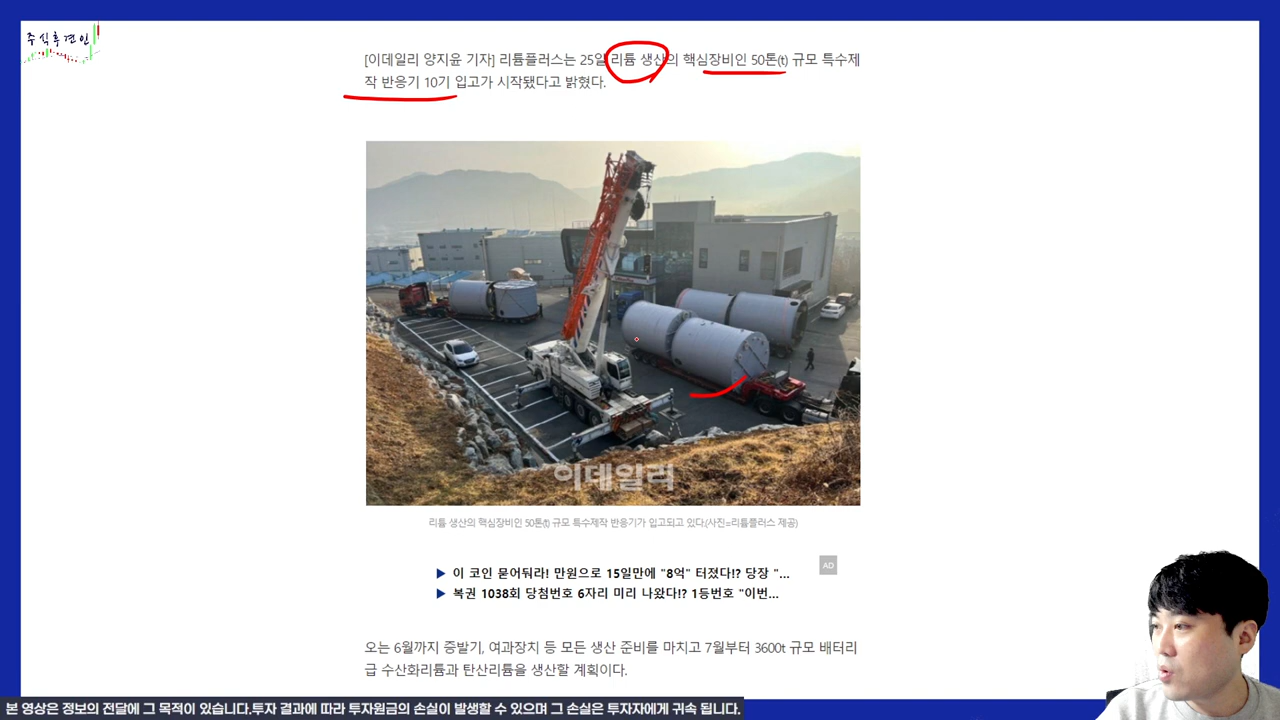 주식후견인
[이데일리 양지윤 기자] 리튬플러스는 25일 리튬 생산의 핵심장비인 50톤(t) 규모 특수제
작 반응기 10기 입고가 시작됐다고 밝혔다.
이데일리
리튬 생산의 핵심장비인 50톤(t) 규모 특수제작 반응기가 입고되고 있다.(사진=리튬플러스 제공)
▶ 이 코인 묻어둬라! 만원으로 15일만에 "8억" 터졌다!? 당장 "...
AD
▶ 복권 1038회 당첨번호 6자리 미리 나왔다!? 1등번호 "이번...
오는 6월까지 증발기, 여과장치 등 모든 생산 준비를 마치고 7월부터 3600t 규모 배터리
급 수산화리튬과 탄산리튬을 생산할 계획이다.
본 영상은 정보의 전달에 그 목적이 있습니다.투자 결과에 따라 투자원금의 손실이 발생할 수 있으며 그 손실은 투자자에게 귀속 됩니다.